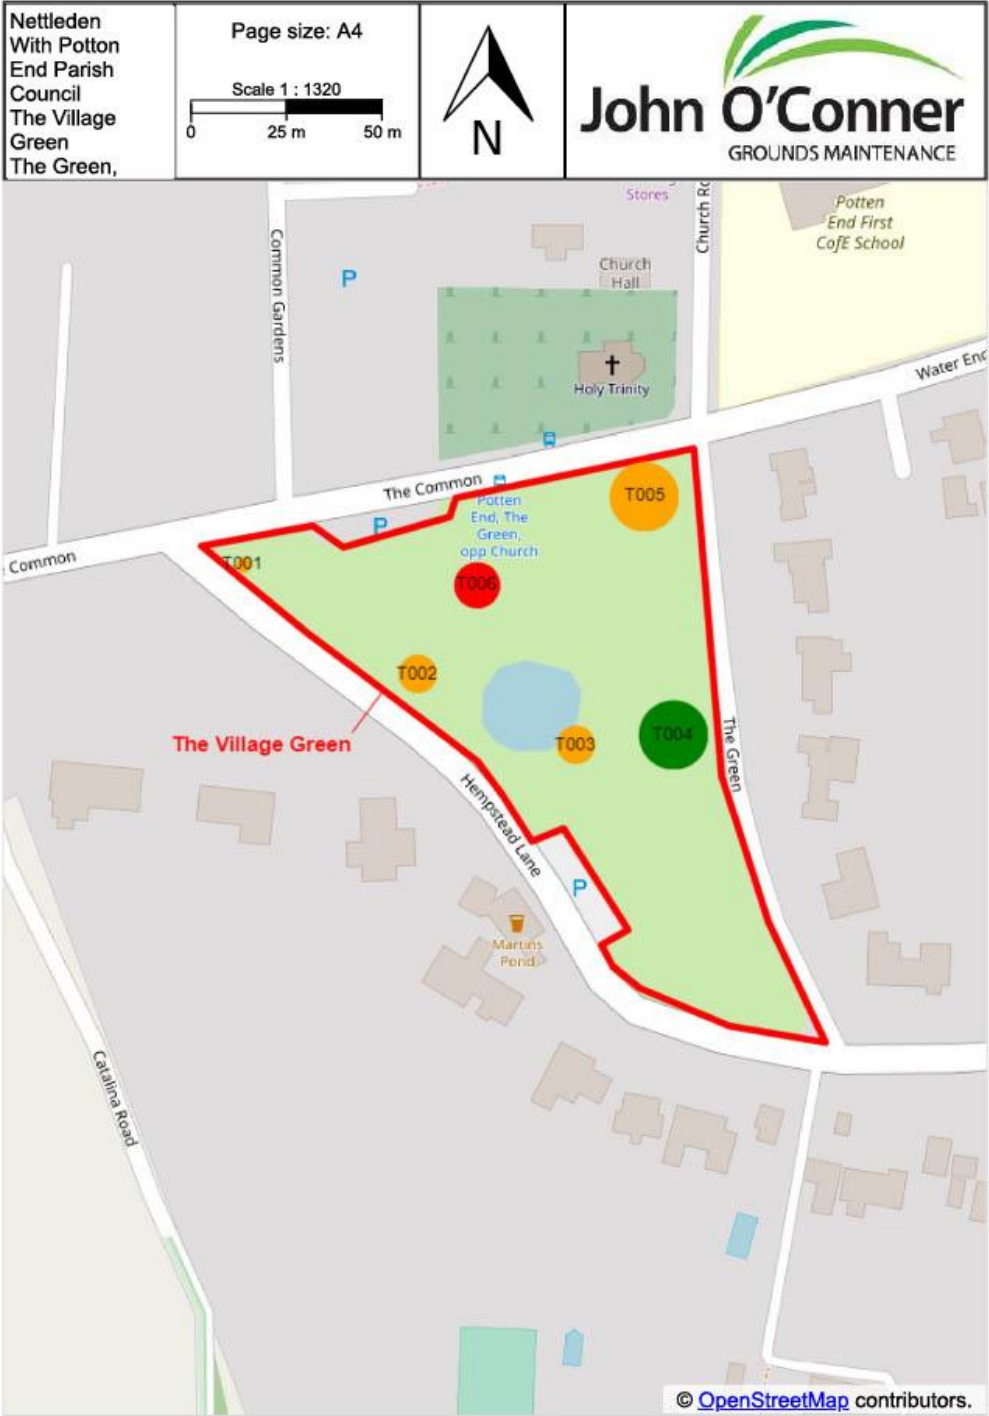 Nettleden
With Potton
End Parish
Council
The Village
Green
The Green,
Page size: A4
Scale 1 : 1320
0 25 m 50 m
N
John O'Conner
GROUNDS MAINTENANCE
Stores
Church
Potten
End First
CofE School
Common Gardens
P
Church
Hall
Holy Trinity
Water End
The Common
Potten
End, The
Green,
opp Church
P
Common
T001
T002
T003
T004
T005
T006
The Village Green
The Green
Hempstead Lane
P
Martins
Pond
Catalina Road
© OpenStreetMap contributors.